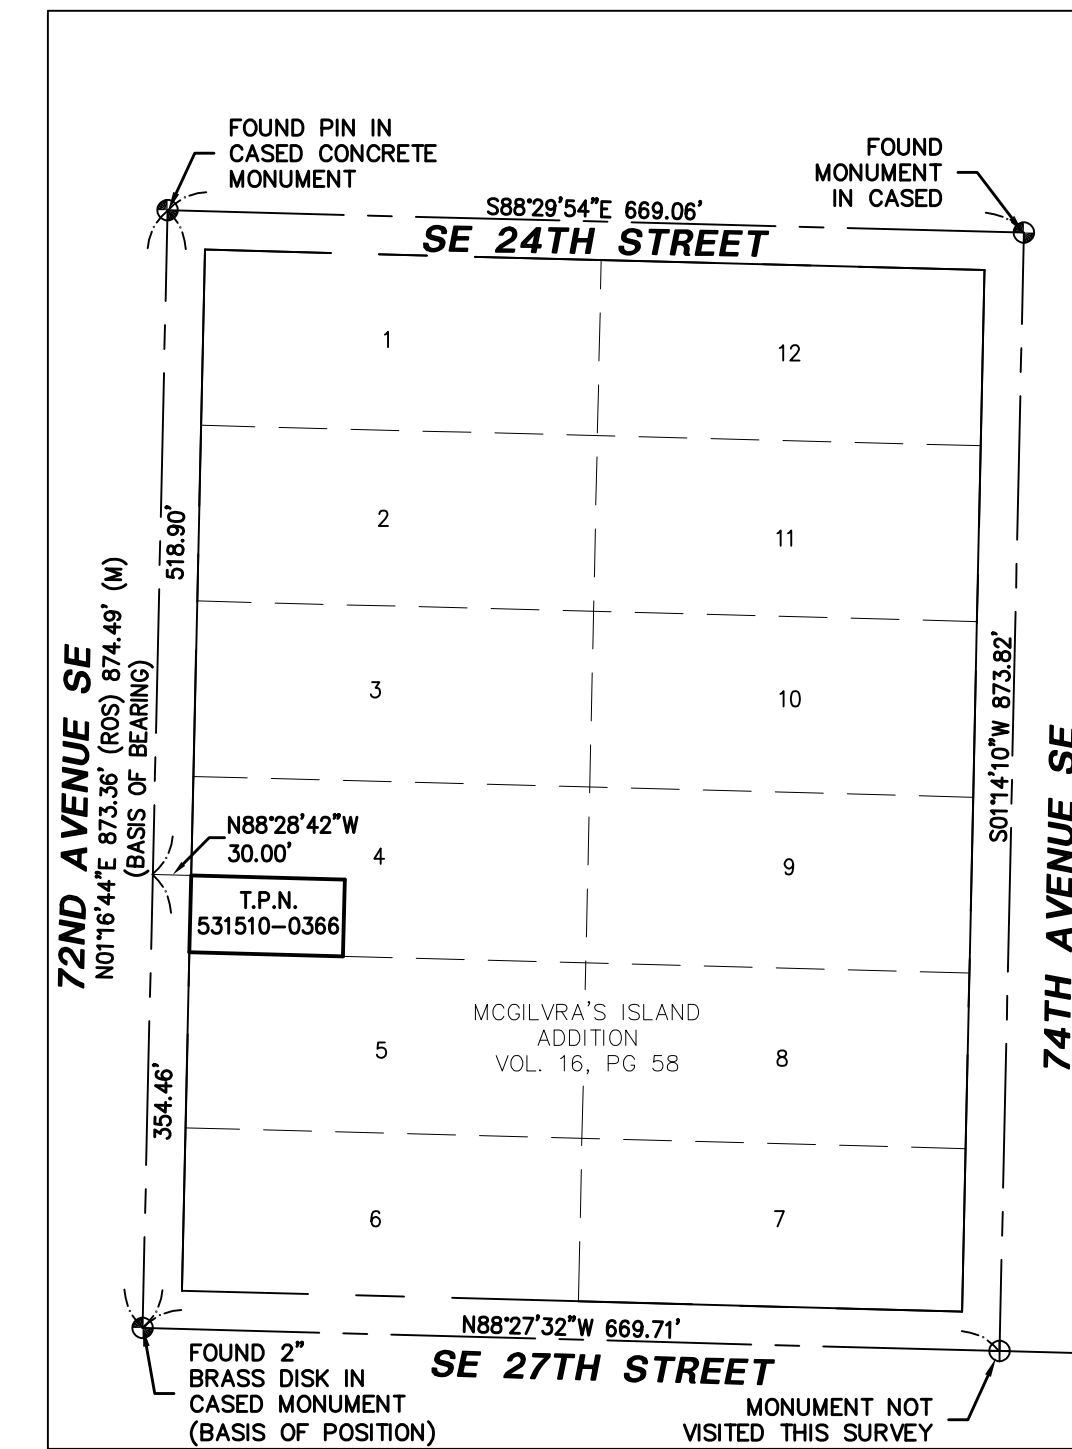 FOUND PIN IN
CASED CONCRETE
MONUMENT
FOUND
MONUMENT
IN CASED
S88°29'54"E 669.06'
SE 24TH STREET
1
12
2
11
518.90'
3
10
72ND AVENUE SE
N01°16'44"E 873.36' (ROS) 874.49' (M)
(BASIS OF BEARING)
S01°14'10"W 873.82'
74TH AVENUE SE
N88°28'42"W
30.00'
4
9
T.P.N.
531510-0366
MCGILVRA'S ISLAND
ADDITION
VOL. 16, PG 58
5
8
354.46'
6
7
N88°27'32"W 669.71'
SE 27TH STREET
FOUND 2"
BRASS DISK IN
CASED MONUMENT
(BASIS OF POSITION)
MONUMENT NOT
VISITED THIS SURVEY